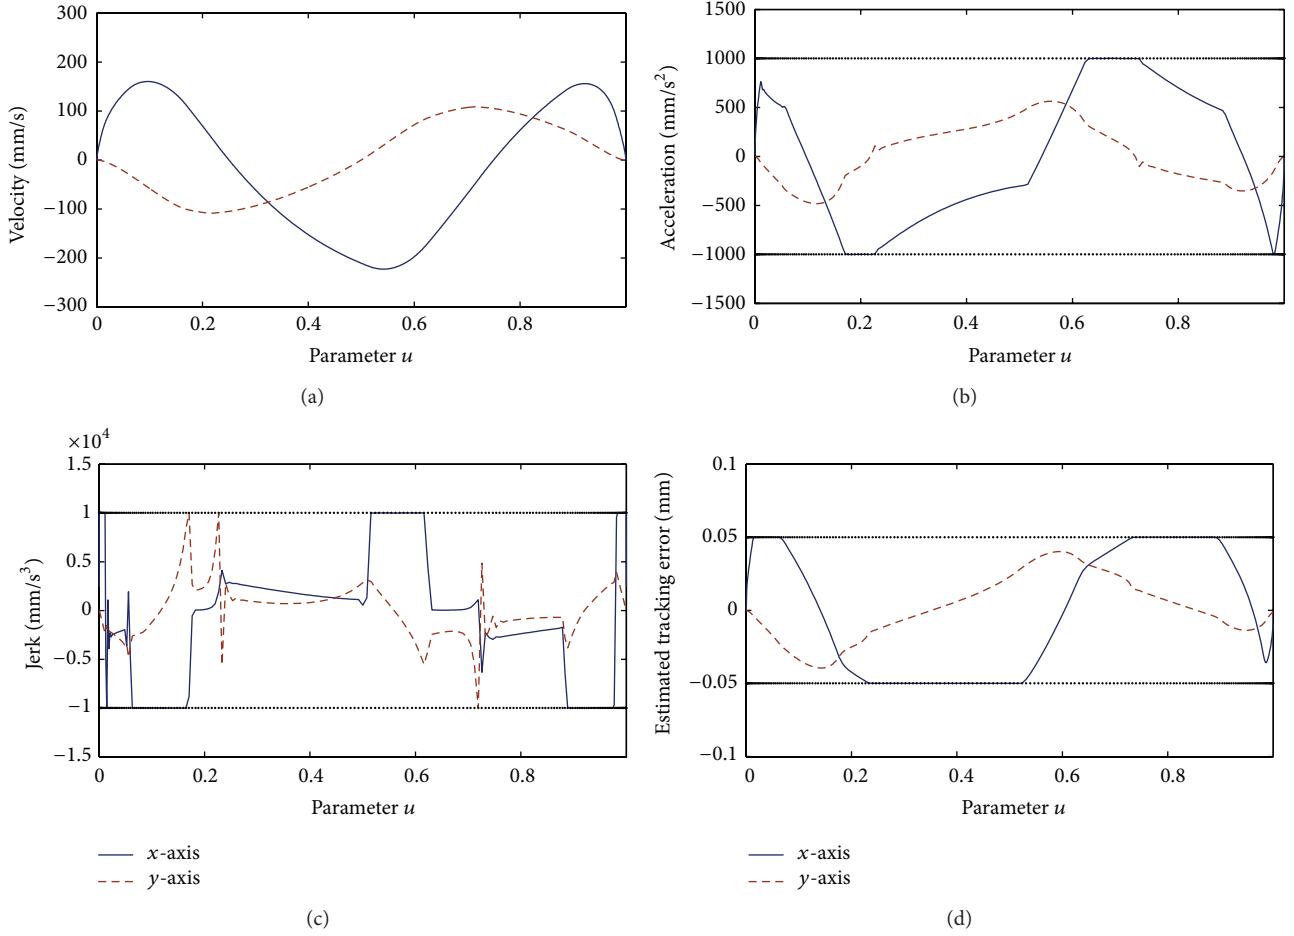 300
200
100
0
−100
−200
−300
Velocity (mm/s)
0 0.2 0.4 0.6 0.8
Parameter u
(a)
1500
1000
500
0
−500
−1000
−1500
Acceleration (mm/s²)
0 0.2 0.4 0.6 0.8
Parameter u
(b)
×10⁴
1.5
1
0.5
0
−0.5
−1
−1.5
Jerk (mm/s³)
0 0.2 0.4 0.6 0.8
Parameter u
x-axis
y-axis
(c)
0.1
0.05
0
−0.05
−0.1
Estimated tracking error (mm)
0 0.2 0.4 0.6 0.8
Parameter u
x-axis
y-axis
(d)